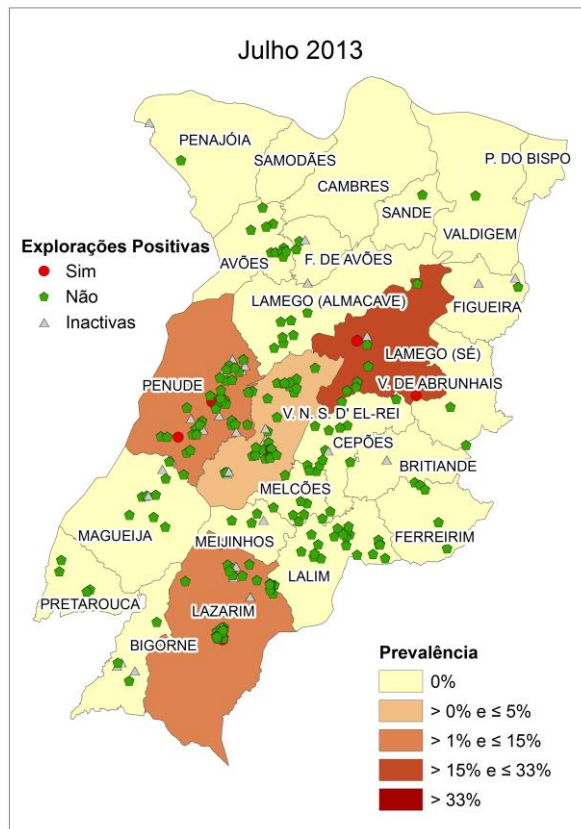 Julho 2013
PENAJÓIA
SAMODÃES
P. DO BISPO
CAMBRES
SANDE
VALDIGEM
Explorações Positivas
Sim
Não
Inactivas
AVÕES
F. DE AVÕES
LAMEGO (ALMACAVE)
FIGUEIRA
LAMEGO (SÉ)
PENUDE
V. DE ABRUNHAIS
V. N. S. D' EL-REI
CEPÕES
BRITIANDE
MELCÕES
MAGUEIJA
MEIJINHOS
FERREIRIM
LALIM
PRETAROUCA
LAZARIM
BIGORNE
Prevalência
0%
> 0% e ≤ 5%
> 1% e ≤ 15%
> 15% e ≤ 33%
> 33%